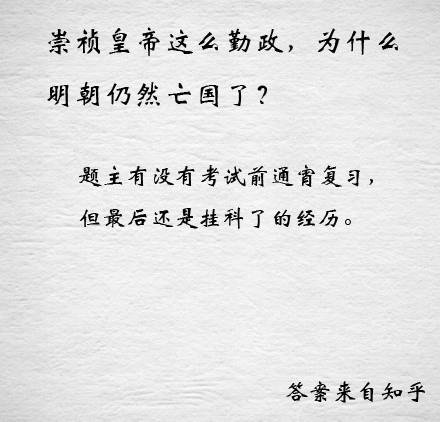 崇祯皇帝这么勤政，为什么
明朝仍然亡国了？
题主有没有考试前通宵复习，
但最后还是挂科了的经历。
答案来自知乎